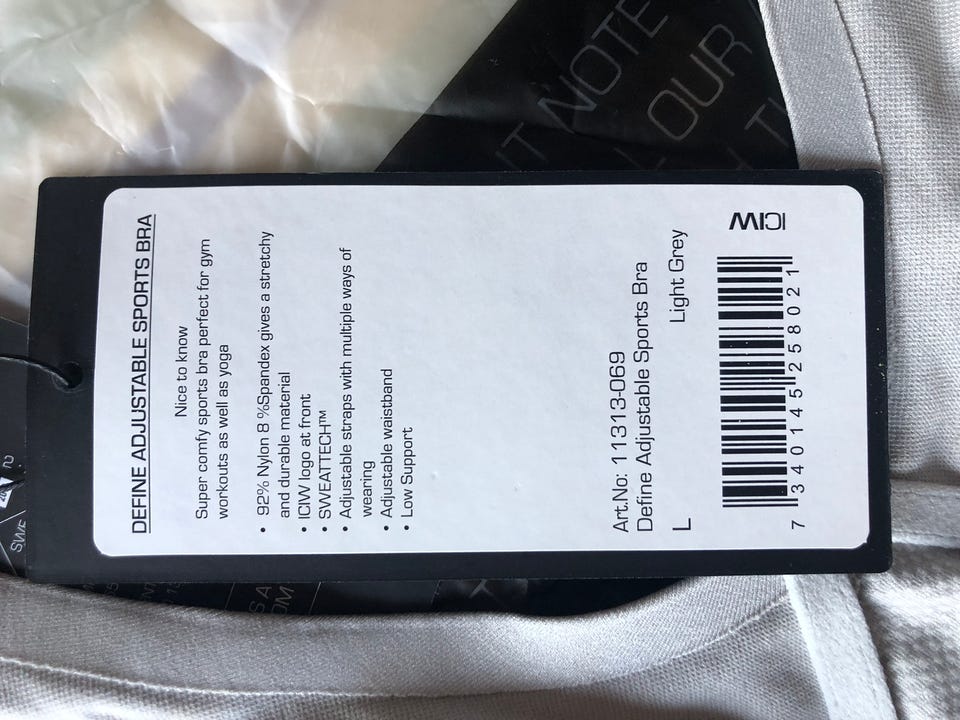 DEFINE ADJUSTABLE SPORTS BRA
Nice to know
Super comfy sports bra perfect for gym
workouts as well as yoga
• 92% Nylon 8 %Spandex gives a stretchy
and durable material
• ICIW logo at front
• SWEATTECH™
• Adjustable straps with multiple ways of
wearing
• Adjustable waistband
• Low Support
Art.No: 11313-069
Define Adjustable Sports Bra
L Light Grey
7 340145 258021
ICIW
NOTE
OUR